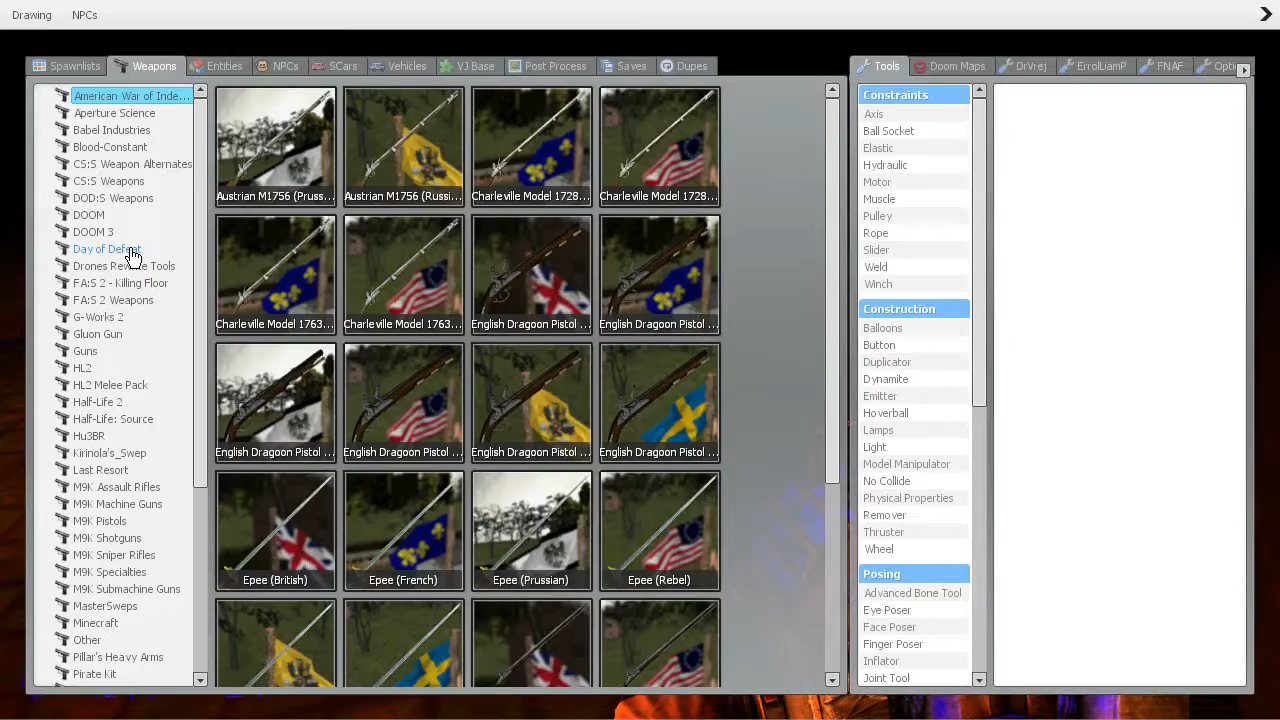 Drawing NPCs
Spawnlists Weapons Entities NPCs SCars Vehicles VJ Base Post Process Saves Dupes
Tools Doom Maps DrVrej ErrolLiamP FNAF Opti
American War of Inde...
Aperture Science
Babel Industries
Blood-Constant
CS:S Weapon Alternates
CS:S Weapons
DOD:S Weapons
DOOM
DOOM 3
Day of Defeat
Drones Rewrite Tools
FA:S 2 - Killing Floor
FA:S 2 Weapons
G-Works 2
Gluon Gun
Guns
HL2
HL2 Melee Pack
Half-Life 2
Half-Life: Source
Hu3BR
Kirinola's_Swep
Last Resort
M9K Assault Rifles
M9K Machine Guns
M9K Pistols
M9K Shotguns
M9K Sniper Rifles
M9K Specialties
M9K Submachine Guns
MasterSweps
Minecraft
Other
Pillar's Heavy Arms
Pirate Kit
Austrian M1756 (Pruss... Austrian M1756 (Russi... Charleville Model 1728... Charleville Model 1728...
Charleville Model 1763... Charleville Model 1763... English Dragoon Pistol ... English Dragoon Pistol ...
English Dragoon Pistol ... English Dragoon Pistol ... English Dragoon Pistol ... English Dragoon Pistol ...
Epee (British) Epee (French) Epee (Prussian) Epee (Rebel)
Constraints
Axis
Ball Socket
Elastic
Hydraulic
Motor
Muscle
Pulley
Rope
Slider
Weld
Winch
Construction
Balloons
Button
Duplicator
Dynamite
Emitter
Hoverball
Lamps
Light
Model Manipulator
No Collide
Physical Properties
Remover
Thruster
Wheel
Posing
Advanced Bone Tool
Eye Poser
Face Poser
Finger Poser
Inflator
Joint Tool